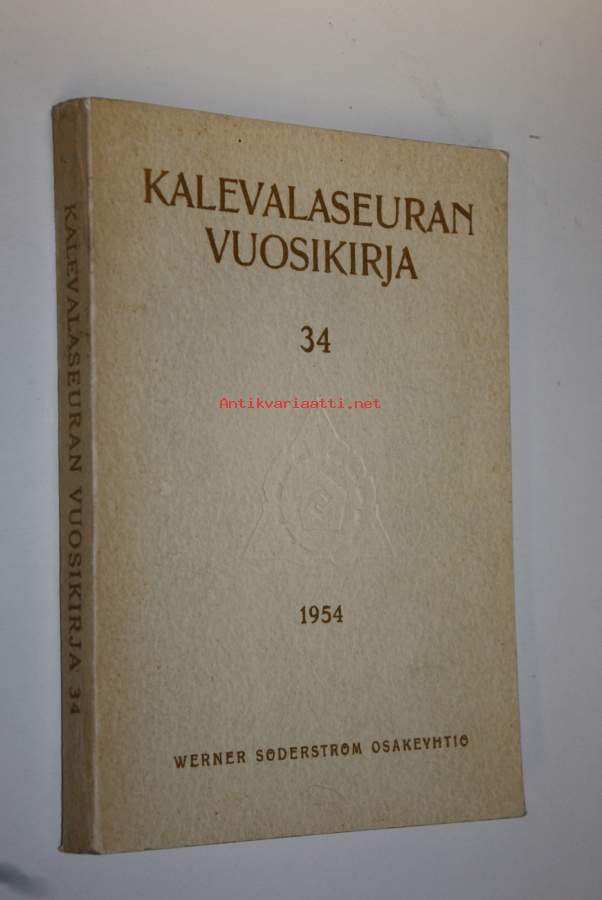 KALEVALASEURAN
VUOSIKIRJA
34
Antikvariaatti.net
1954
WERNER SÖDERSTRÖM OSAKEYHTIÖ
KALEVALASEURAN VUOSIKIRJA 34